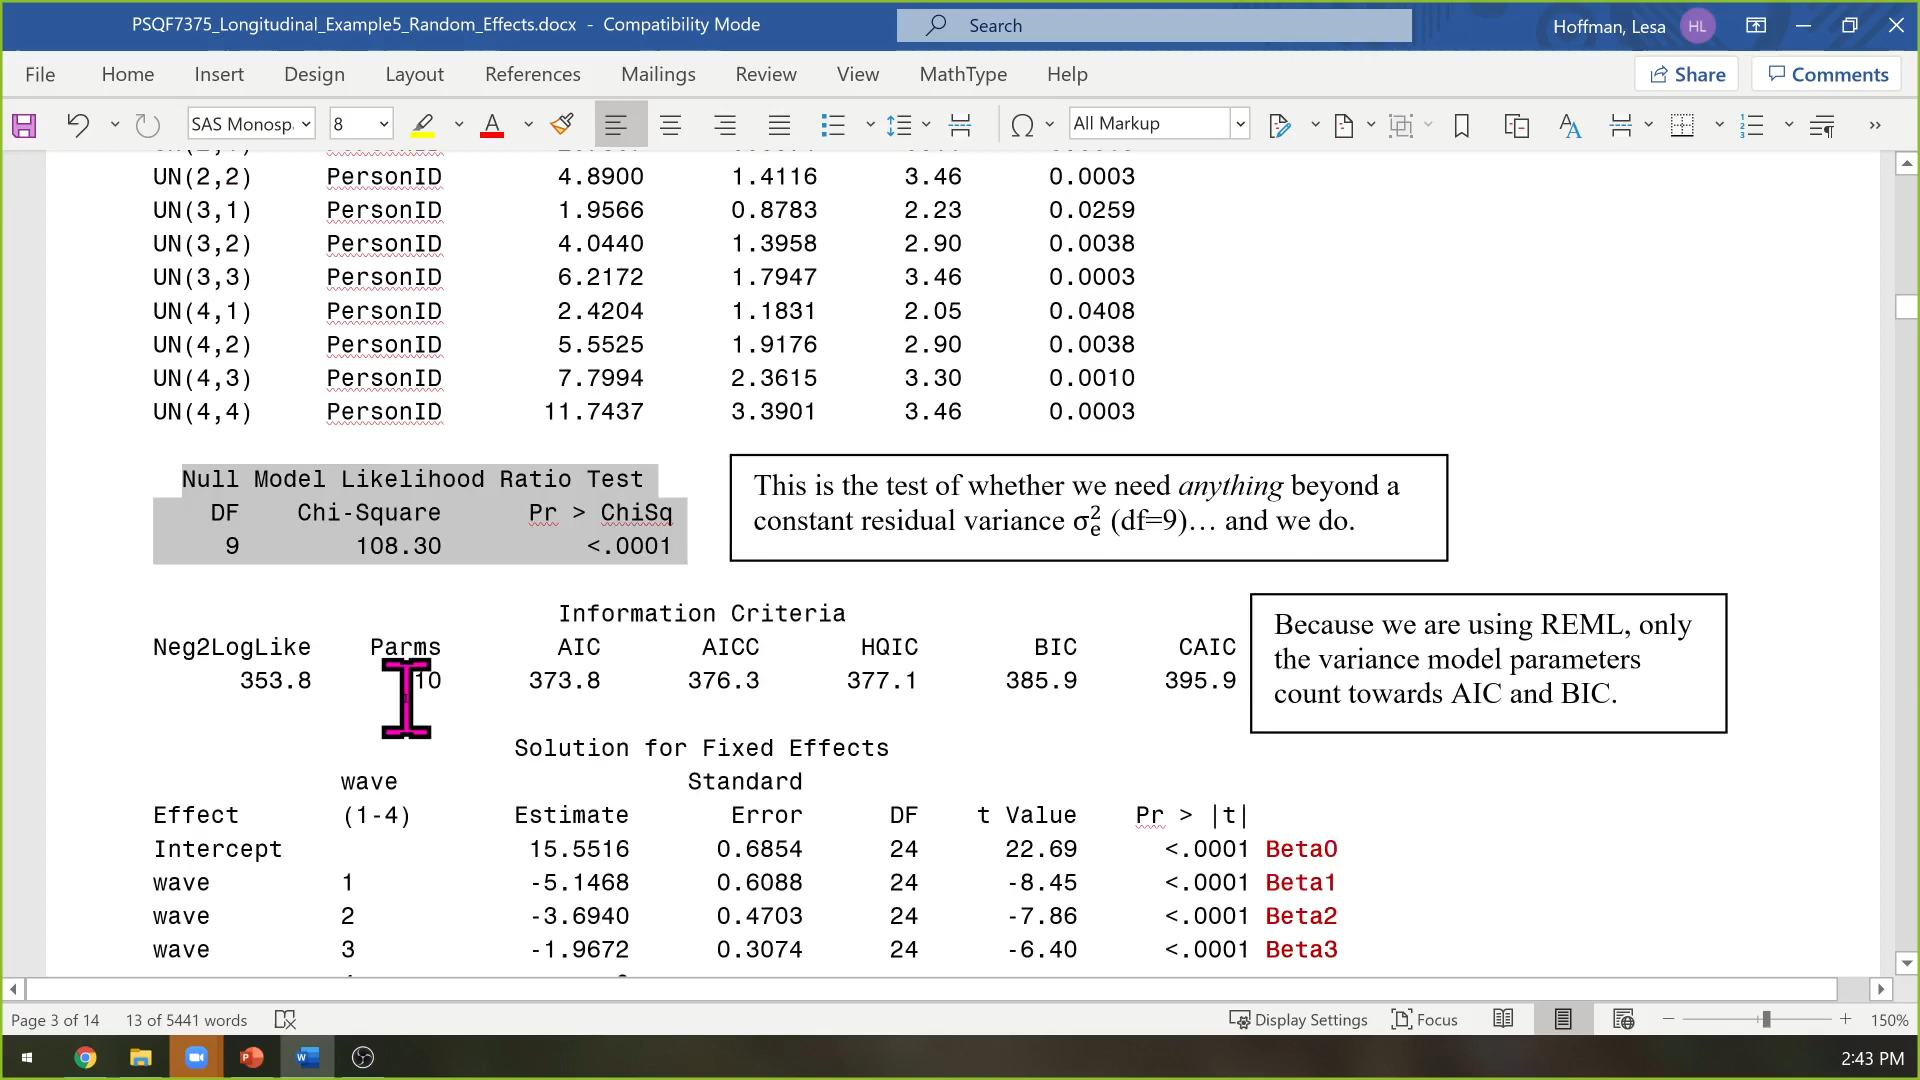 PSQF7375_Longitudinal_Example5_Random_Effects.docx - Compatibility Mode
Search
Hoffman, Lesa
HL
File Home Insert Design Layout References Mailings Review View MathType Help
Share
Comments
SAS Monosp.
8
All Markup
UN(2,2) PersonID 4.8900 1.4116 3.46 0.0003
UN(3,1) PersonID 1.9566 0.8783 2.23 0.0259
UN(3,2) PersonID 4.0440 1.3958 2.90 0.0038
UN(3,3) PersonID 6.2172 1.7947 3.46 0.0003
UN(4,1) PersonID 2.4204 1.1831 2.05 0.0408
UN(4,2) PersonID 5.5525 1.9176 2.90 0.0038
UN(4,3) PersonID 7.7994 2.3615 3.30 0.0010
UN(4,4) PersonID 11.7437 3.3901 3.46 0.0003
Null Model Likelihood Ratio Test
DF Chi-Square Pr > ChiSq
9 108.30 <.0001
This is the test of whether we need anything beyond a
constant residual variance σ²e (df=9)… and we do.
Information Criteria
Neg2LogLike Parms AIC AICC HQIC BIC CAIC
353.8 10 373.8 376.3 377.1 385.9 395.9
Because we are using REML, only
the variance model parameters
count towards AIC and BIC.
Solution for Fixed Effects
wave Standard
Effect (1-4) Estimate Error DF t Value Pr > |t|
Intercept 15.5516 0.6854 24 22.69 <.0001 Beta0
wave 1 -5.1468 0.6088 24 -8.45 <.0001 Beta1
wave 2 -3.6940 0.4703 24 -7.86 <.0001 Beta2
wave 3 -1.9672 0.3074 24 -6.40 <.0001 Beta3
Page 3 of 14
13 of 5441 words
Display Settings
Focus
150%
2:43 PM